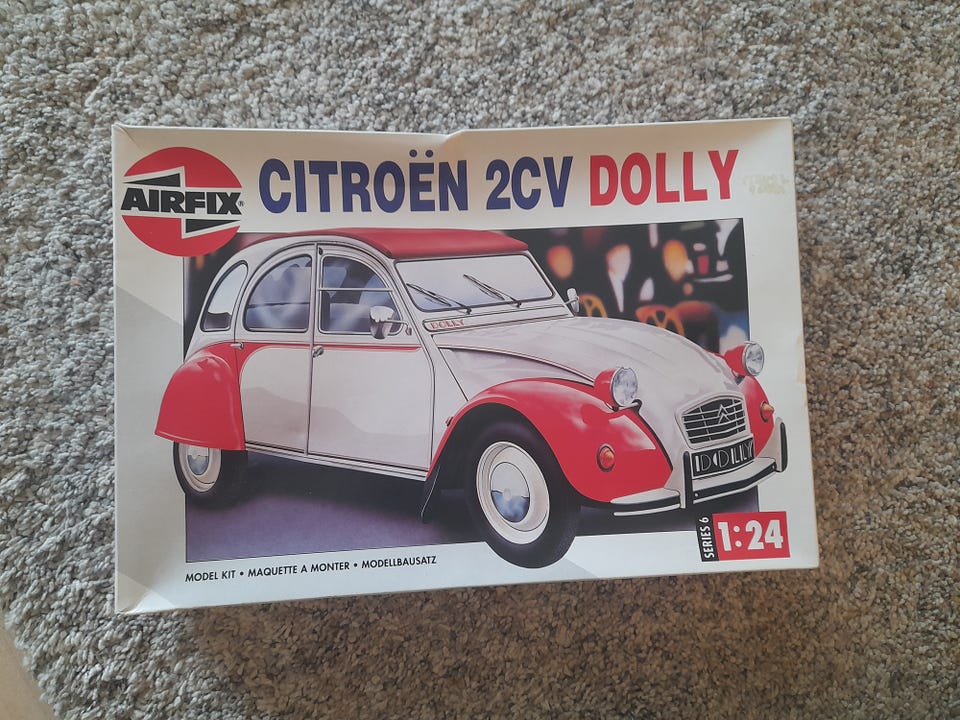 AIRFIX®
CITROËN 2CV DOLLY
DOLLY
DOLLY
SERIES 6
1:24
MODEL KIT • MAQUETTE A MONTER • MODELLBAUSATZ